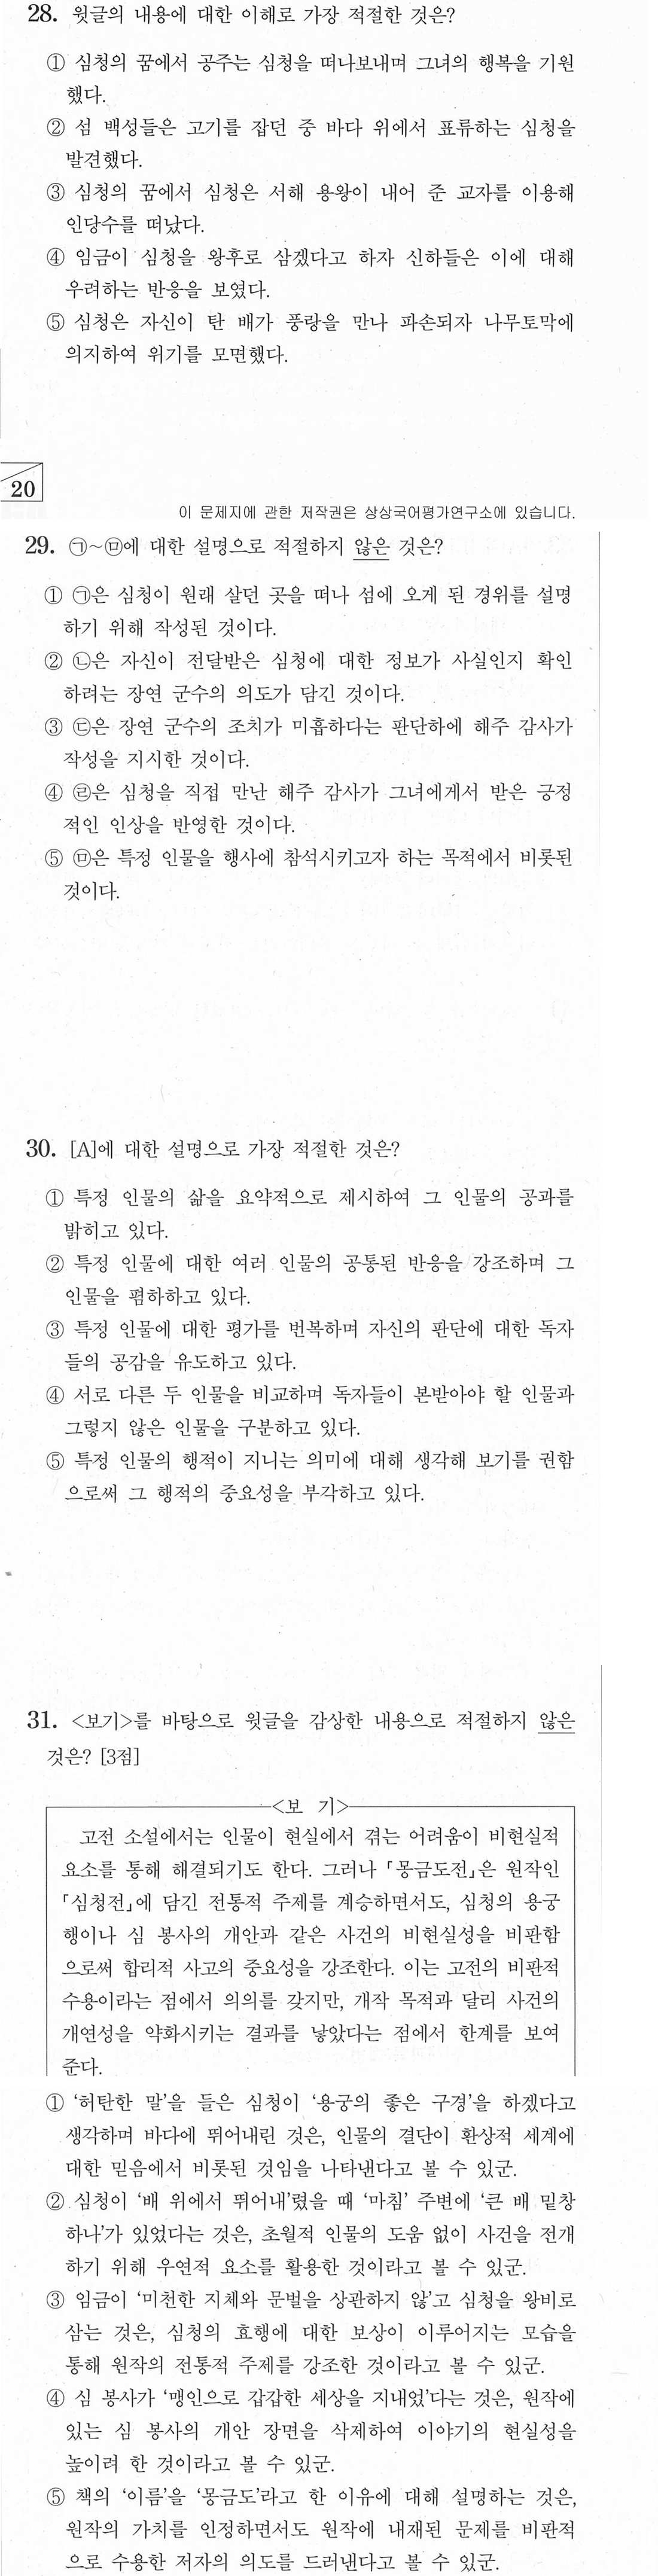 28. 윗글의 내용에 대한 이해로 가장 적절한 것은?
① 심청의 꿈에서 공주는 심청을 떠나보내며 그녀의 행복을 기원
했다.
② 섬 백성들은 고기를 잡던 중 바다 위에서 표류하는 심청을
발견했다.
③ 심청의 꿈에서 심청은 서해 용왕이 내어 준 교자를 이용해
인당수를 떠났다.
④ 임금이 심청을 왕후로 삼겠다고 하자 신하들은 이에 대해
우려하는 반응을 보였다.
⑤ 심청은 자신이 탄 배가 풍랑을 만나 파손되자 나무토막에
의지하여 위기를 모면했다.
20
이 문제지에 관한 저작권은 상상국어평가연구소에 있습니다.
29. ㉠~㉤에 대한 설명으로 적절하지 않은 것은?
① ㉠은 심청이 원래 살던 곳을 떠나 섬에 오게 된 경위를 설명
하기 위해 작성된 것이다.
② ㉡은 자신이 전달받은 심청에 대한 정보가 사실인지 확인
하려는 장연 군수의 의도가 담긴 것이다.
③ ㉢은 장연 군수의 조치가 미흡하다는 판단하에 해주 감사가
작성을 지시한 것이다.
④ ㉣은 심청을 직접 만난 해주 감사가 그녀에게서 받은 긍정
적인 인상을 반영한 것이다.
⑤ ㉤은 특정 인물을 행사에 참석시키고자 하는 목적에서 비롯된
것이다.
30. [A]에 대한 설명으로 가장 적절한 것은?
① 특정 인물의 삶을 요약적으로 제시하여 그 인물의 공과를
밝히고 있다.
② 특정 인물에 대한 여러 인물의 공통된 반응을 강조하며 그
인물을 폄하하고 있다.
③ 특정 인물에 대한 평가를 번복하며 자신의 판단에 대한 독자
들의 공감을 유도하고 있다.
④ 서로 다른 두 인물을 비교하며 독자들이 본받아야 할 인물과
그렇지 않은 인물을 구분하고 있다.
⑤ 특정 인물의 행적이 지니는 의미에 대해 생각해 보기를 권함
으로써 그 행적의 중요성을 부각하고 있다.
31. <보기>를 바탕으로 윗글을 감상한 내용으로 적절하지 않은
것은? [3점]
<보 기>
고전 소설에서는 인물이 현실에서 겪는 어려움이 비현실적
요소를 통해 해결되기도 한다. 그러나 「몽금도전」은 원작인
「심청전」에 담긴 전통적 주제를 계승하면서도, 심청의 용궁
행이나 심 봉사의 개안과 같은 사건의 비현실성을 비판함
으로써 합리적 사고의 중요성을 강조한다. 이는 고전의 비판적
수용이라는 점에서 의의를 갖지만, 개작 목적과 달리 사건의
개연성을 약화시키는 결과를 낳았다는 점에서 한계를 보여
준다.
① '허탄한 말'을 들은 심청이 '용궁의 좋은 구경'을 하겠다고
생각하며 바다에 뛰어내린 것은, 인물의 결단이 환상적 세계에
대한 믿음에서 비롯된 것임을 나타낸다고 볼 수 있군.
② 심청이 '배 위에서 뛰어내'렸을 때 '마침' 주변에 '큰 배 밑창
하나'가 있었다는 것은, 초월적 인물의 도움 없이 사건을 전개
하기 위해 우연적 요소를 활용한 것이라고 볼 수 있군.
③ 임금이 '미천한 지체와 문벌을 상관하지 않'고 심청을 왕비로
삼는 것은, 심청의 효행에 대한 보상이 이루어지는 모습을
통해 원작의 전통적 주제를 강조한 것이라고 볼 수 있군.
④ 심 봉사가 '맹인으로 갑갑한 세상을 지내었'다는 것은, 원작에
있는 심 봉사의 개안 장면을 삭제하여 이야기의 현실성을
높이려 한 것이라고 볼 수 있군.
⑤ 책의 '이름'을 '몽금도'라고 한 이유에 대해 설명하는 것은,
원작의 가치를 인정하면서도 원작에 내재된 문제를 비판적
으로 수용한 저자의 의도를 드러낸다고 볼 수 있군.